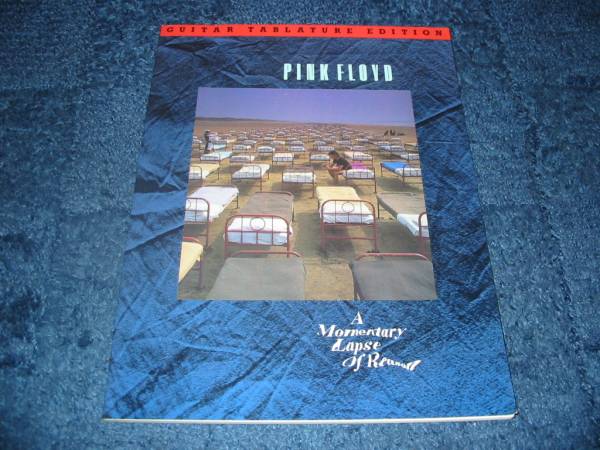 GUITAR TABLATURE EDITION
PINK FLOYD
A
Momentary
Lapse
Of Reason